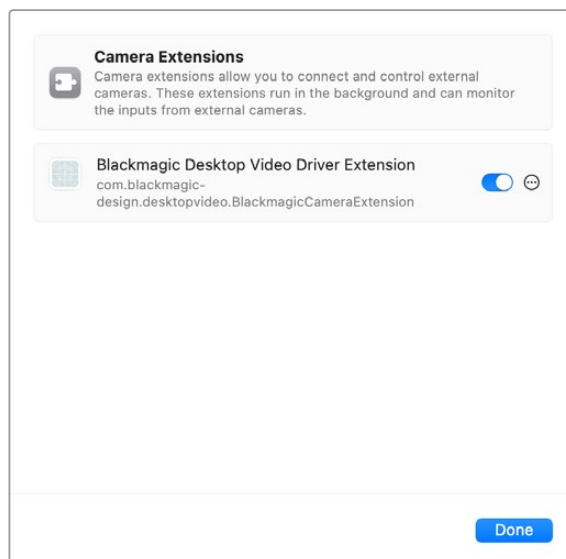 Camera Extensions
Camera extensions allow you to connect and control external
cameras. These extensions run in the background and can monitor
the inputs from external cameras.
Blackmagic Desktop Video Driver Extension
com.blackmagic-
design.desktopvideo.BlackmagicCameraExtension
Done